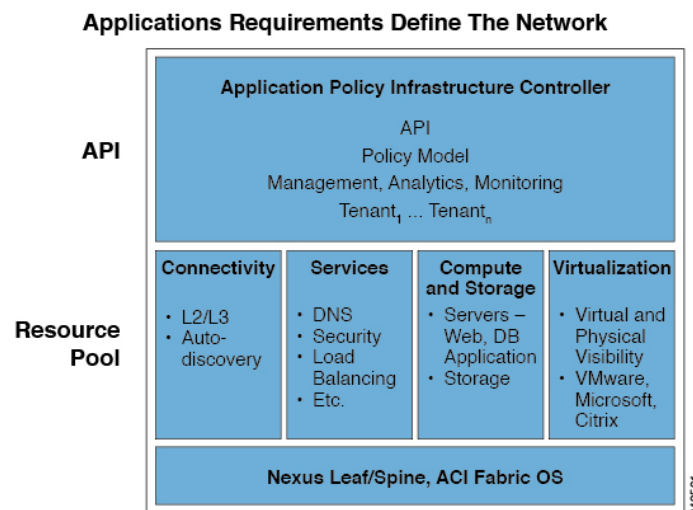 Applications Requirements Define The Network
API
Application Policy Infrastructure Controller
API
Policy Model
Management, Analytics, Monitoring
Tenant1 ... Tenantn
Resource
Pool
Connectivity
• L2/L3
• Auto-
discovery
Services
• DNS
• Security
• Load
Balancing
• Etc.
Compute
and Storage
• Servers –
Web, DB
Application
• Storage
Virtualization
• Virtual and
Physical
Visibility
• VMware,
Microsoft,
Citrix
Nexus Leaf/Spine, ACI Fabric OS